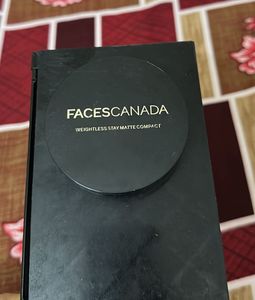 FACESCANADA
WEIGHTLESS STAY MATTE COMPACT